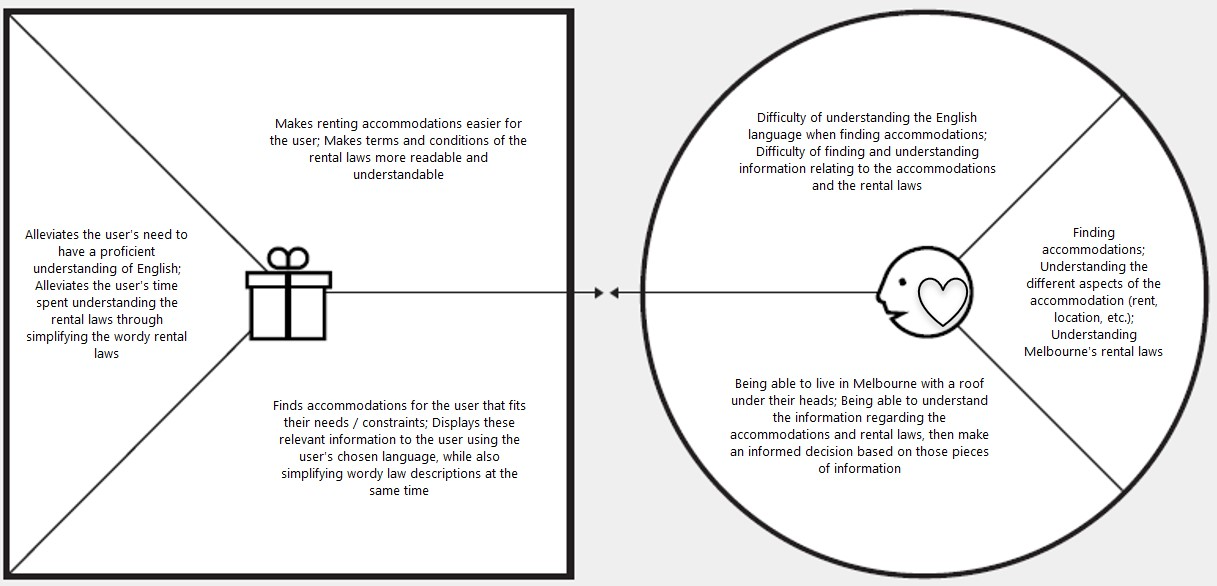 Makes renting accommodations easier for
the user; Makes terms and conditions of the
rental laws more readable and
understandable
Alleviates the user's need to
have a proficient
understanding of English;
Alleviates the user's time
spent understanding the
rental laws through
simplifying the wordy rental
laws
Finds accommodations for the user that fits
their needs / constraints; Displays these
relevant information to the user using the
user's chosen language, while also
simplifying wordy law descriptions at the
same time
Difficulty of understanding the English
language when finding accommodations;
Difficulty of finding and understanding
information relating to the accommodations
and the rental laws
Finding
accommodations;
Understanding the
different aspects of the
accommodation (rent,
location, etc.);
Understanding
Melbourne's rental laws
Being able to live in Melbourne with a roof
under their heads; Being able to understand
the information regarding the
accommodations and rental laws, then make
an informed decision based on those pieces
of information